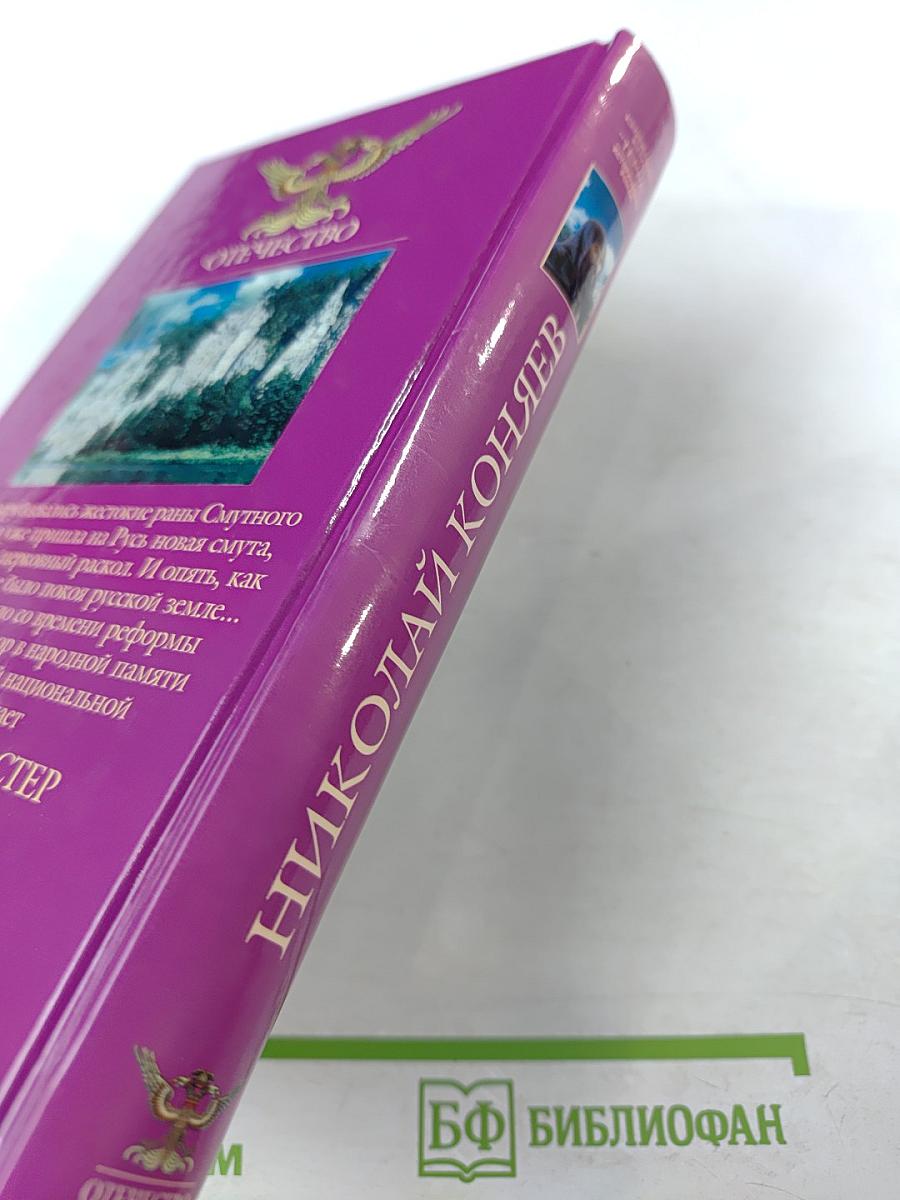 ОТЕЧЕСТВО
жестокие раны Смутного
же пришла на Русь новая смута,
церковный раскол. И опять, как
было покоя русской земле...
со времени реформы
в народной памяти
национальной
СТЕР
НИКОЛАЙ КОНЯЕВ
БФ БИБЛИОФАН